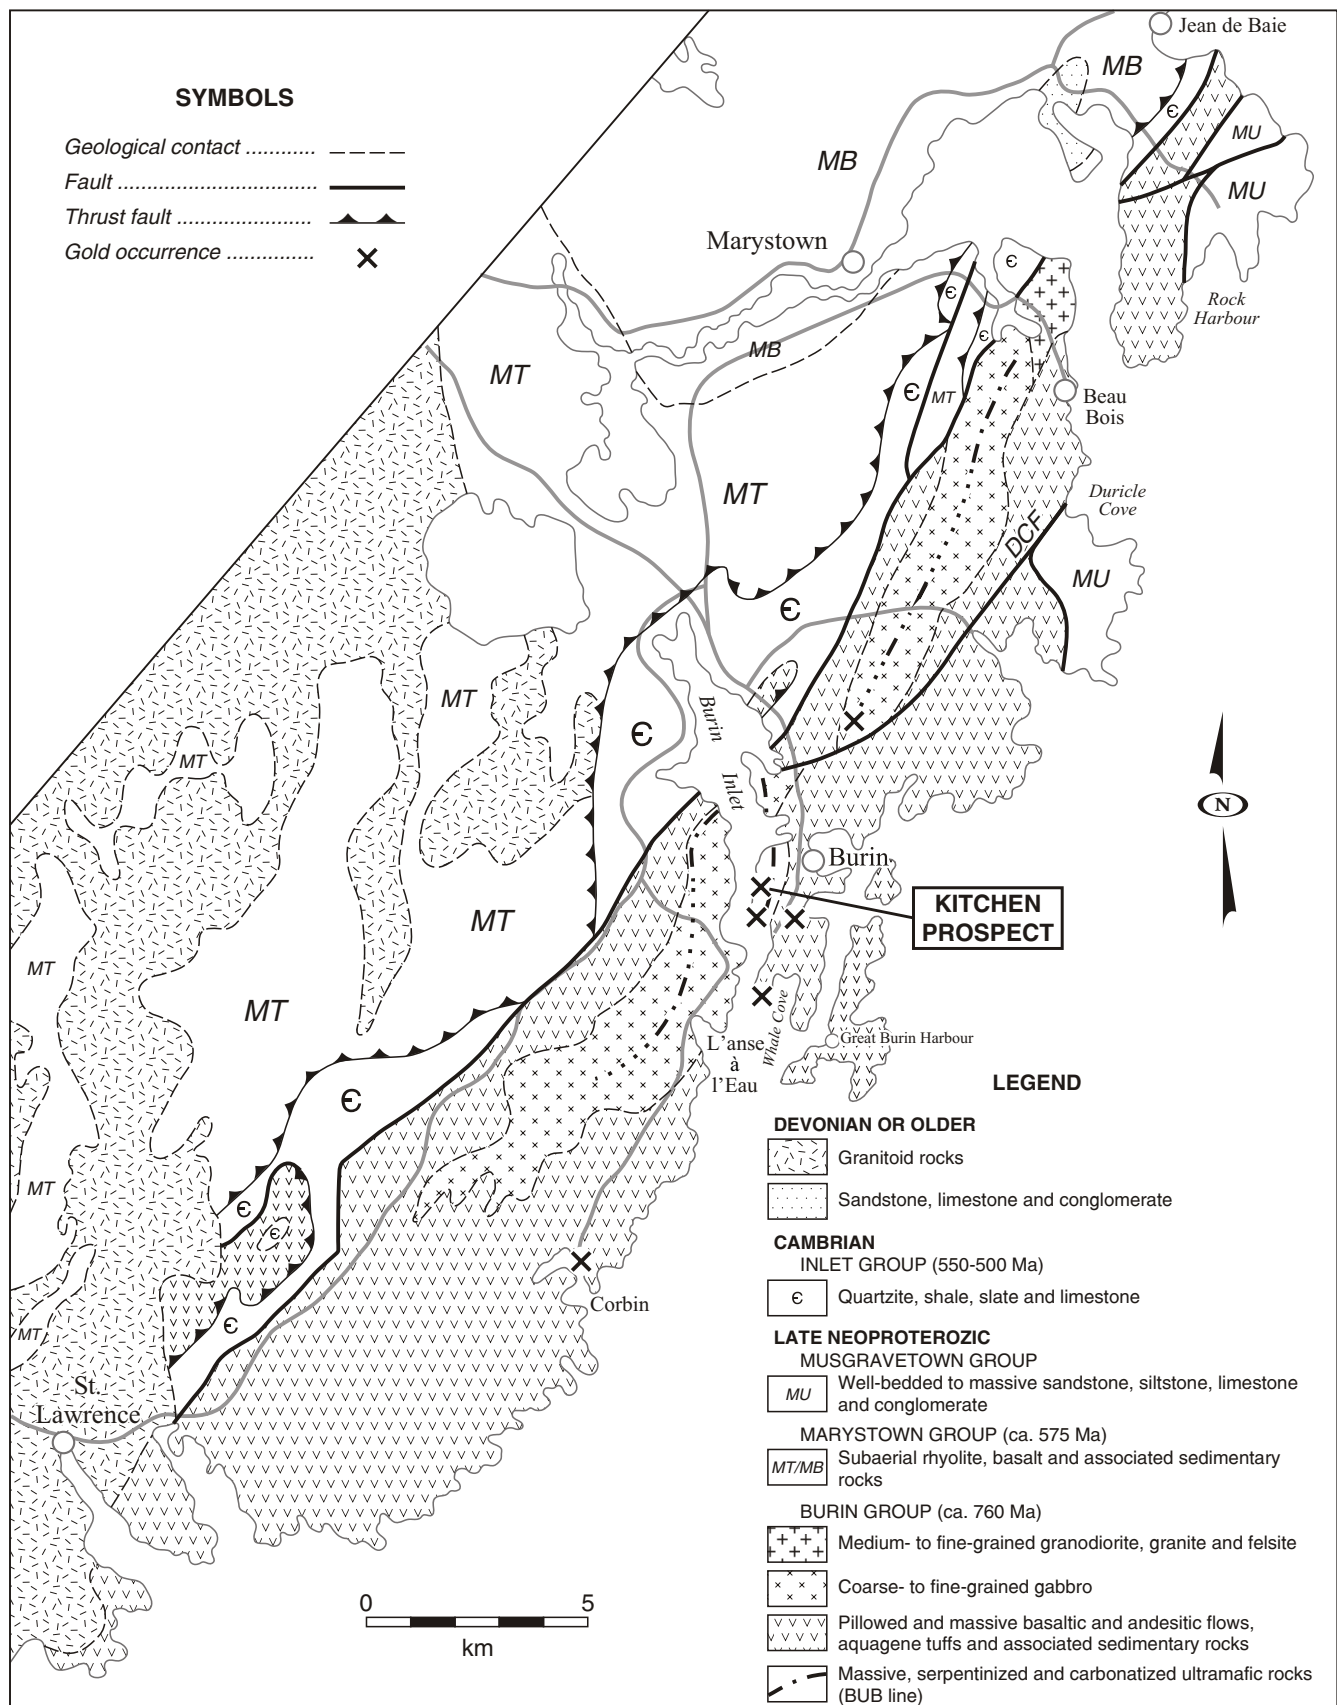 SYMBOLS
Geological contact ............
Fault .................................
Thrust fault ........................
Gold occurrence ...............
Jean de Baie
MB
Є
MU
MB
MU
Marystown
Є
Rock
Harbour
Є
MB
Є
MT
Є
MT
Beau
Bois
MT
Duricle
Cove
DCF
MU
Є
MT
Burin
Є
MT
Inlet
N
Burin
KITCHEN
PROSPECT
MT
MT
MT
Whale Cove
L'anse
à
l'Eau
Great Burin Harbour
Є
MT
Є
Є
Corbin
Є
MT
St.
Lawrence
0 5
km
LEGEND
DEVONIAN OR OLDER
Granitoid rocks
Sandstone, limestone and conglomerate
CAMBRIAN
INLET GROUP (550-500 Ma)
Є Quartzite, shale, slate and limestone
LATE NEOPROTEROZIC
MUSGRAVETOWN GROUP
MU Well-bedded to massive sandstone, siltstone, limestone
and conglomerate
MARYSTOWN GROUP (ca. 575 Ma)
MT/MB Subaerial rhyolite, basalt and associated sedimentary
rocks
BURIN GROUP (ca. 760 Ma)
Medium- to fine-grained granodiorite, granite and felsite
Coarse- to fine-grained gabbro
Pillowed and massive basaltic and andesitic flows,
aquagene tuffs and associated sedimentary rocks
Massive, serpentinized and carbonatized ultramafic rocks
(BUB line)